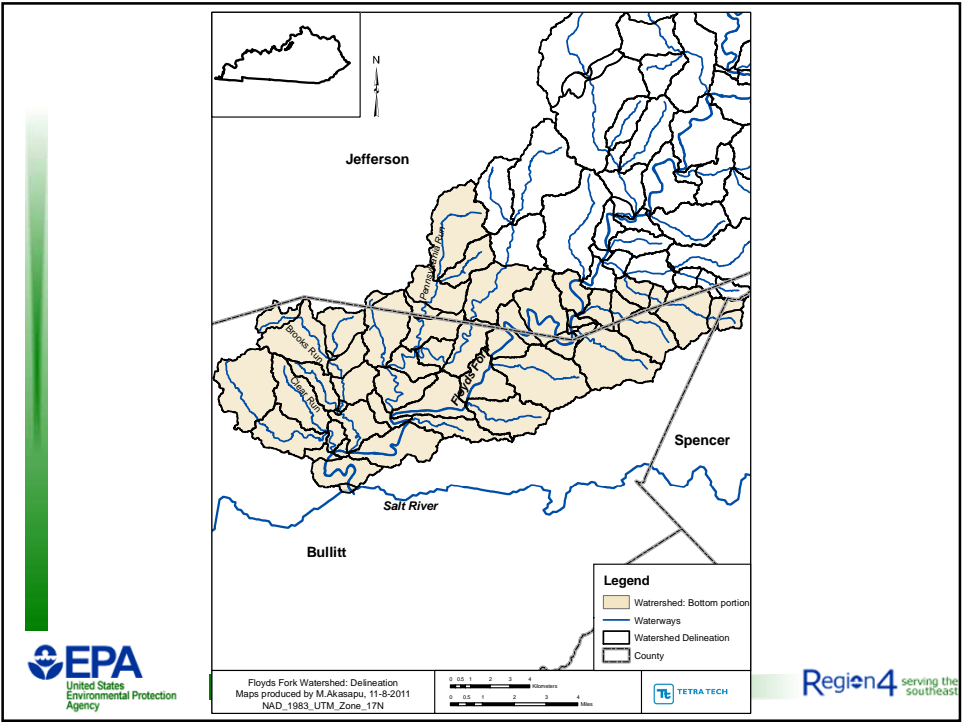 N
Jefferson
Pennsylvania Run
Brooks Run
Clear Run
Floyds Fork
Spencer
Salt River
Bullitt
Legend
Watrershed: Bottom portion
Waterways
Watershed Delineation
County
EPA
United States
Environmental Protection
Agency
Floyds Fork Watershed: Delineation
Maps produced by M.Akasapu, 11-8-2011
NAD_1983_UTM_Zone_17N
0 0.5 1 2 3 4
Kilometers
0 0.5 1 2 3 4
Miles
Tt TETRA TECH
Region4 serving the
southeast